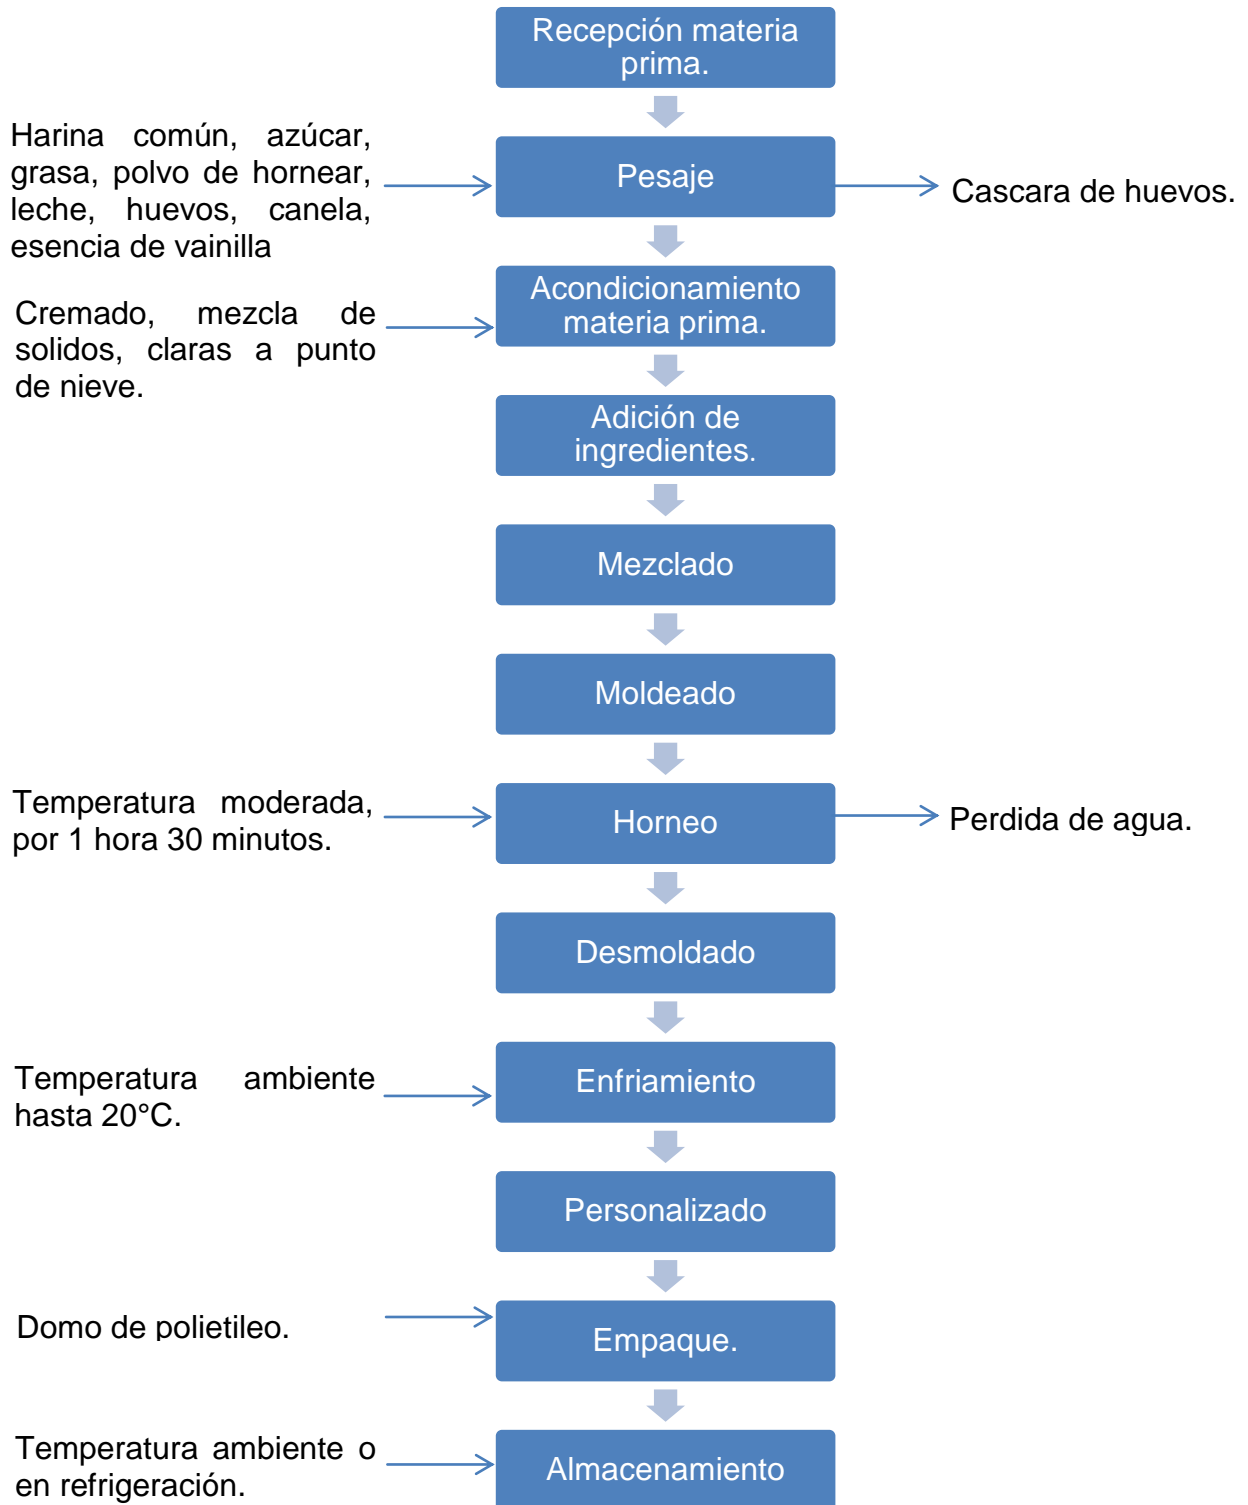 Recepción materia
prima.
Harina común, azúcar,
grasa, polvo de hornear,
leche, huevos, canela,
esencia de vainilla
Pesaje
Cascara de huevos.
Acondicionamiento
materia prima.
Cremado, mezcla de
solidos, claras a punto
de nieve.
Adición de
ingredientes.
Mezclado
Moldeado
Temperatura moderada,
por 1 hora 30 minutos.
Horneo
Perdida de agua.
Desmoldado
Temperatura ambiente
hasta 20°C.
Enfriamiento
Personalizado
Domo de polietileo.
Empaque.
Temperatura ambiente o
en refrigeración.
Almacenamiento